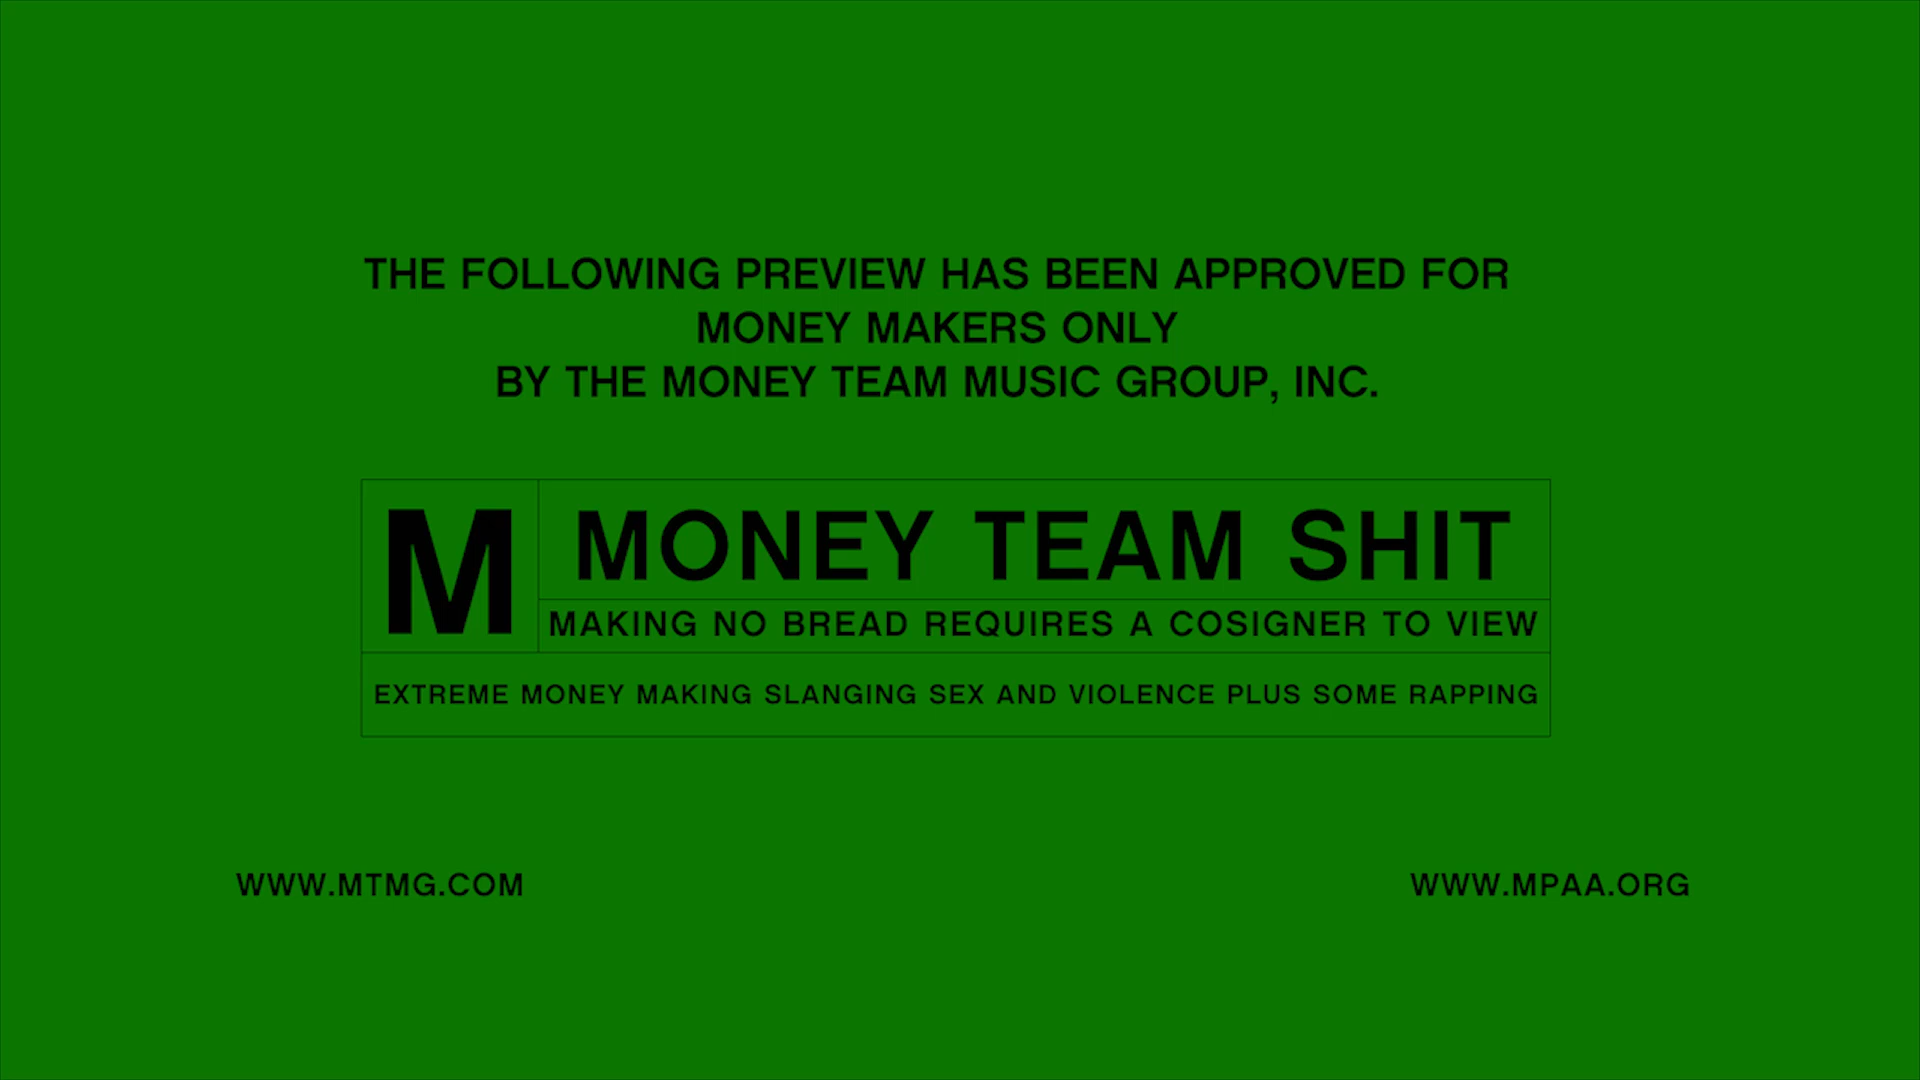 THE FOLLOWING PREVIEW HAS BEEN APPROVED FOR
MONEY MAKERS ONLY
BY THE MONEY TEAM MUSIC GROUP, INC.
M
MONEY TEAM SHIT
MAKING NO BREAD REQUIRES A COSIGNER TO VIEW
EXTREME MONEY MAKING SLANGING SEX AND VIOLENCE PLUS SOME RAPPING
WWW.MTMG.COM
WWW.MPAA.ORG